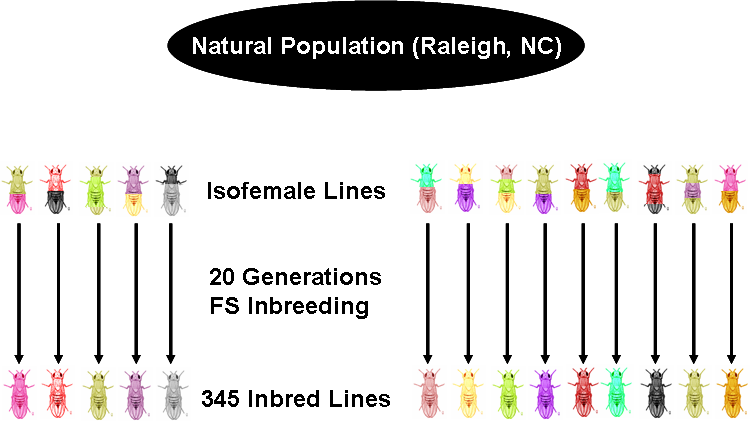 Natural Population (Raleigh, NC)
Isofemale Lines
20 Generations
FS Inbreeding
345 Inbred Lines